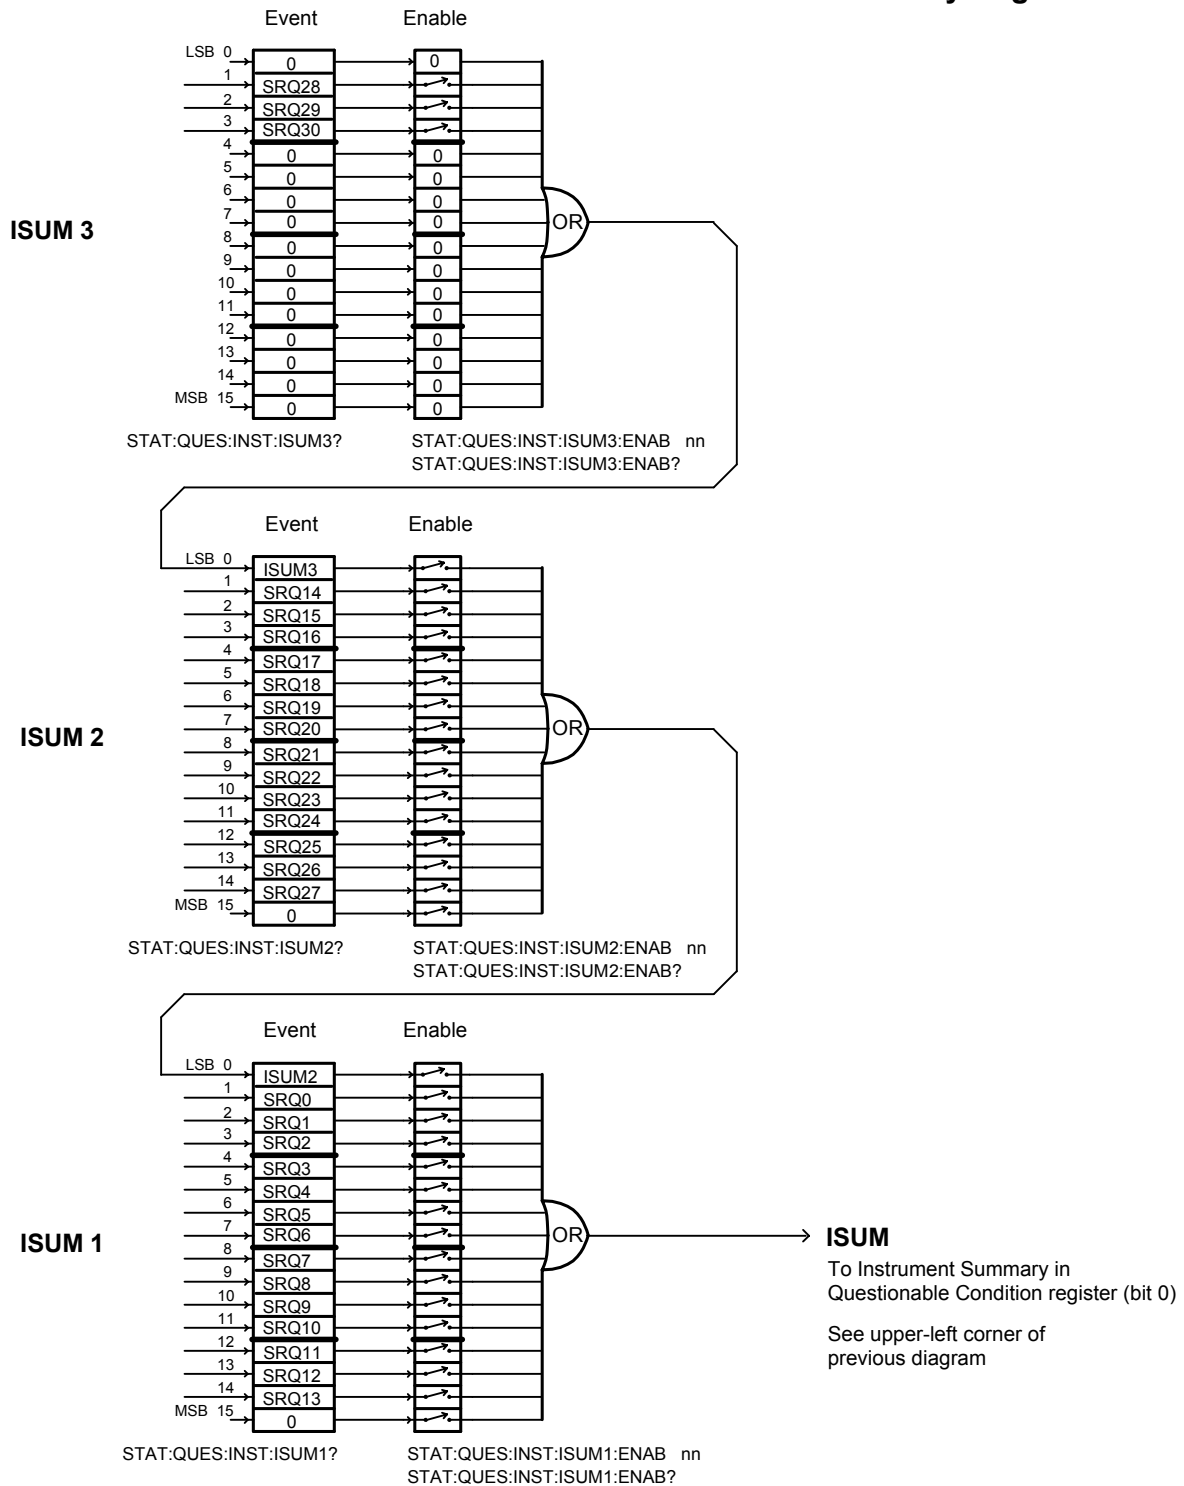 Event Enable
LSB 0 0 0
1 SRQ28
2 SRQ29
3 SRQ30
4 0 0
5 0 0
6 0 0
7 0 0
ISUM 3
OR
8 0 0
9 0 0
10 0 0
11 0 0
12 0 0
13 0 0
14 0 0
MSB 15 0 0
STAT:QUES:INST:ISUM3? STAT:QUES:INST:ISUM3:ENAB nn
STAT:QUES:INST:ISUM3:ENAB?
Event Enable
LSB 0 ISUM3
1 SRQ14
2 SRQ15
3 SRQ16
4 SRQ17
5 SRQ18
6 SRQ19
7 SRQ20
ISUM 2
OR
8 SRQ21
9 SRQ22
10 SRQ23
11 SRQ24
12 SRQ25
13 SRQ26
14 SRQ27
MSB 15 0
STAT:QUES:INST:ISUM2? STAT:QUES:INST:ISUM2:ENAB nn
STAT:QUES:INST:ISUM2:ENAB?
Event Enable
LSB 0 ISUM2
1 SRQ0
2 SRQ1
3 SRQ2
4 SRQ3
5 SRQ4
6 SRQ5
7 SRQ6
ISUM 1
OR
8 SRQ7
9 SRQ8
10 SRQ9
11 SRQ10
12 SRQ11
13 SRQ12
14 SRQ13
MSB 15 0
STAT:QUES:INST:ISUM1? STAT:QUES:INST:ISUM1:ENAB nn
STAT:QUES:INST:ISUM1:ENAB?
ISUM
To Instrument Summary in
Questionable Condition register (bit 0)
See upper-left corner of
previous diagram